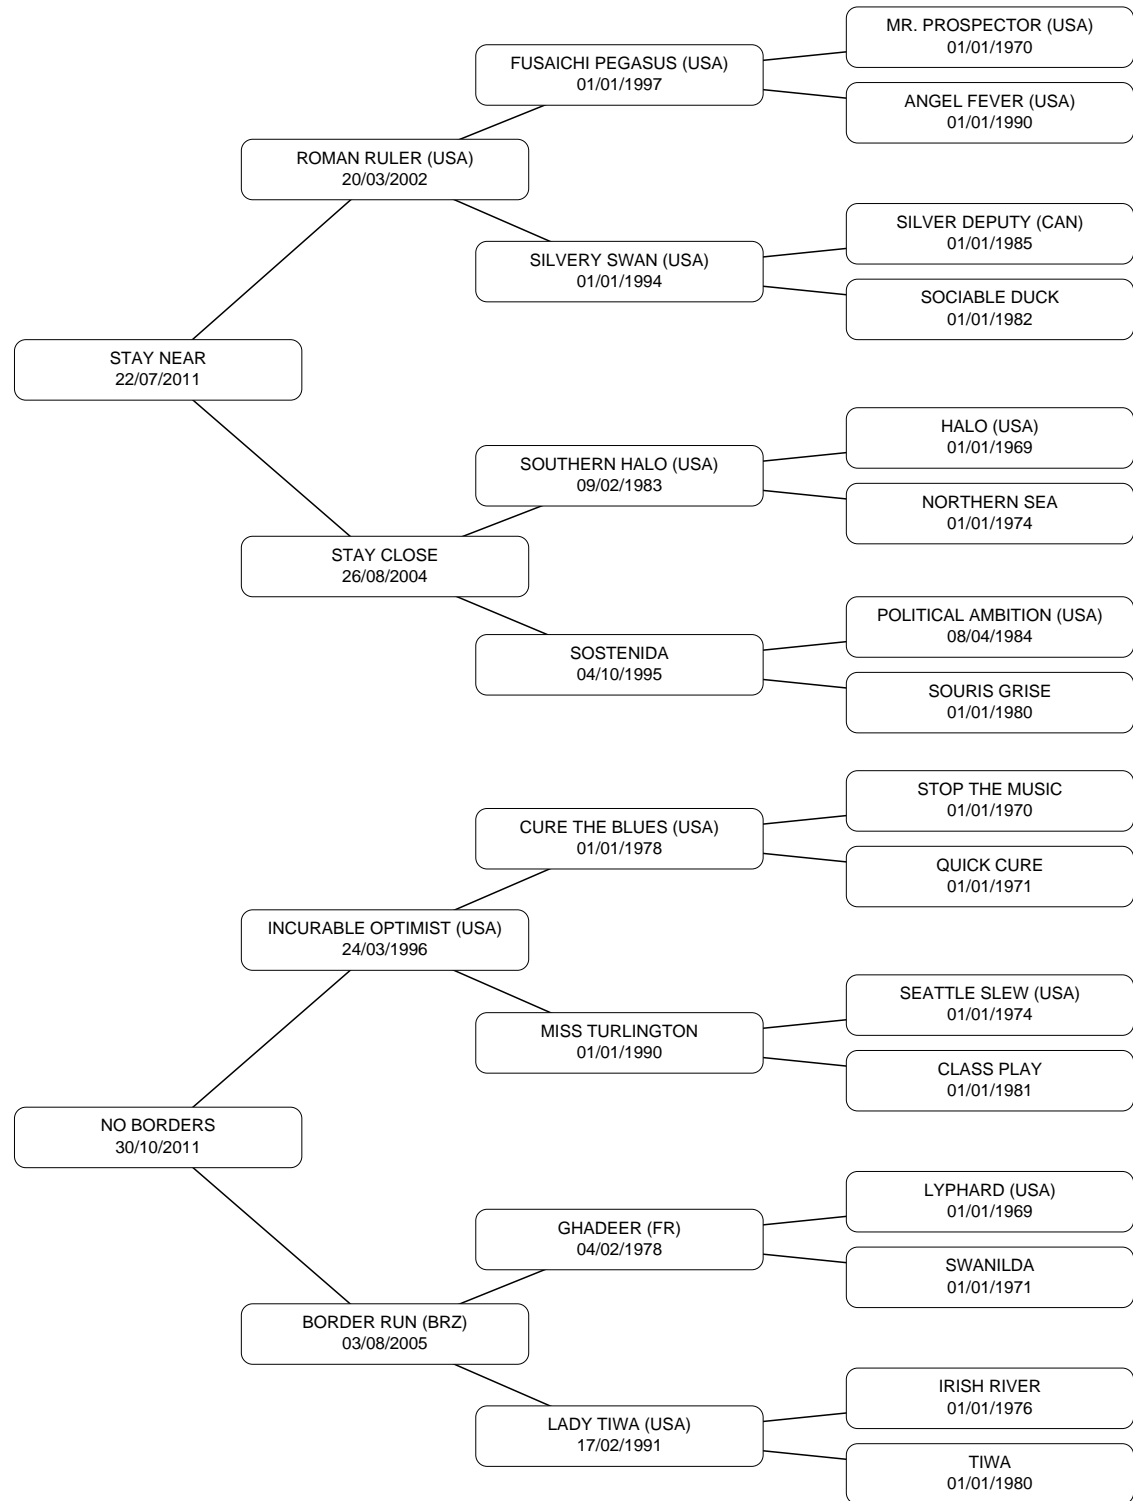 MR. PROSPECTOR (USA)
01/01/1970
FUSAICHI PEGASUS (USA)
01/01/1997
ANGEL FEVER (USA)
01/01/1990
ROMAN RULER (USA)
20/03/2002
SILVER DEPUTY (CAN)
01/01/1985
SILVERY SWAN (USA)
01/01/1994
SOCIABLE DUCK
01/01/1982
STAY NEAR
22/07/2011
HALO (USA)
01/01/1969
SOUTHERN HALO (USA)
09/02/1983
NORTHERN SEA
01/01/1974
STAY CLOSE
26/08/2004
POLITICAL AMBITION (USA)
08/04/1984
SOSTENIDA
04/10/1995
SOURIS GRISE
01/01/1980
STOP THE MUSIC
01/01/1970
CURE THE BLUES (USA)
01/01/1978
QUICK CURE
01/01/1971
INCURABLE OPTIMIST (USA)
24/03/1996
SEATTLE SLEW (USA)
01/01/1974
MISS TURLINGTON
01/01/1990
CLASS PLAY
01/01/1981
NO BORDERS
30/10/2011
LYPHARD (USA)
01/01/1969
GHADEER (FR)
04/02/1978
SWANILDA
01/01/1971
BORDER RUN (BRZ)
03/08/2005
IRISH RIVER
01/01/1976
LADY TIWA (USA)
17/02/1991
TIWA
01/01/1980